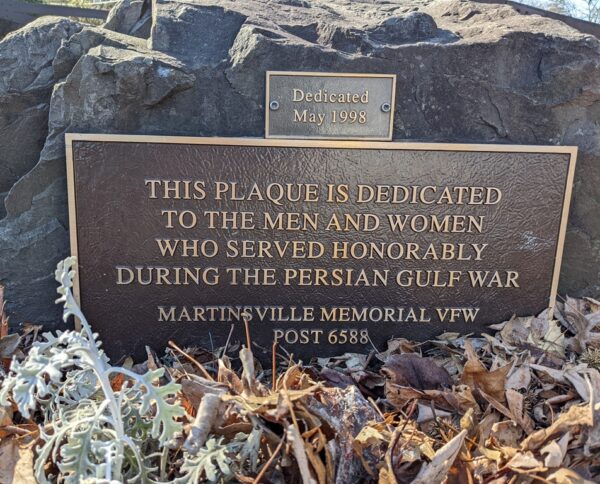 Dedicated
May 1998
THIS PLAQUE IS DEDICATED
TO THE MEN AND WOMEN
WHO SERVED HONORABLY
DURING THE PERSIAN GULF WAR
MARTINSVILLE MEMORIAL VFW
POST 6588